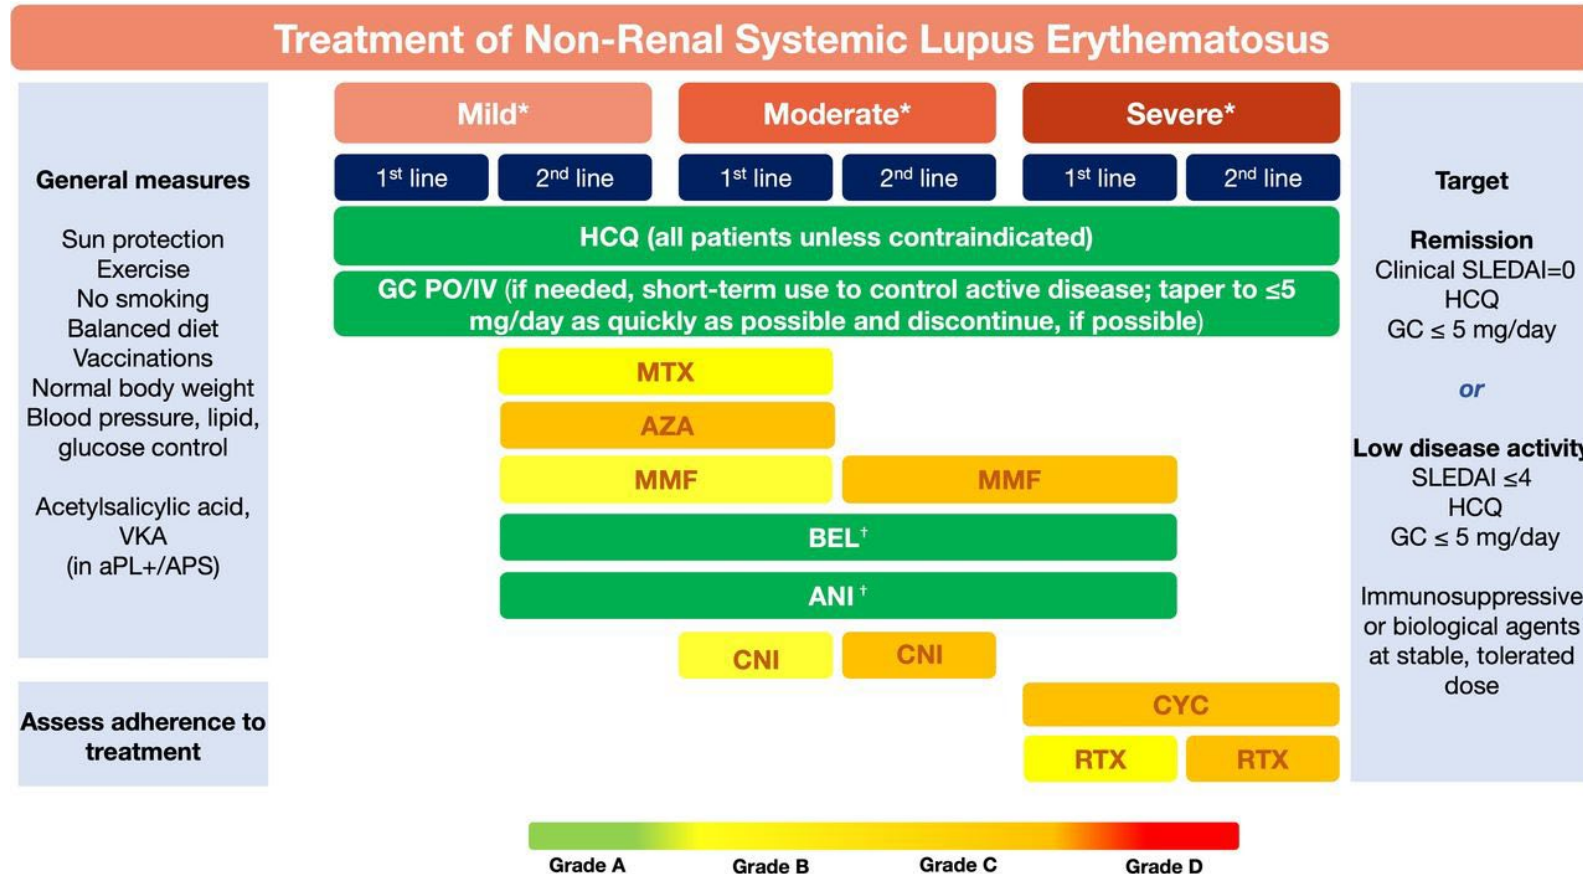 Treatment of Non-Renal Systemic Lupus Erythematosus
General measures
Sun protection
Exercise
No smoking
Balanced diet
Vaccinations
Normal body weight
Blood pressure, lipid,
glucose control
Acetylsalicylic acid,
VKA
(in aPL+/APS)
Assess adherence to
treatment
Mild*
Moderate*
Severe*
1st line
2nd line
1st line
2nd line
1st line
2nd line
HCQ (all patients unless contraindicated)
GC PO/IV (if needed, short-term use to control active disease; taper to ≤5
mg/day as quickly as possible and discontinue, if possible)
MTX
AZA
MMF
MMF
BEL†
ANI †
CNI
CNI
CYC
RTX
RTX
Target
Remission
Clinical SLEDAI=0
HCQ
GC ≤ 5 mg/day
or
Low disease activity
SLEDAI ≤4
HCQ
GC ≤ 5 mg/day
Immunosuppressive
or biological agents
at stable, tolerated
dose
Grade A
Grade B
Grade C
Grade D